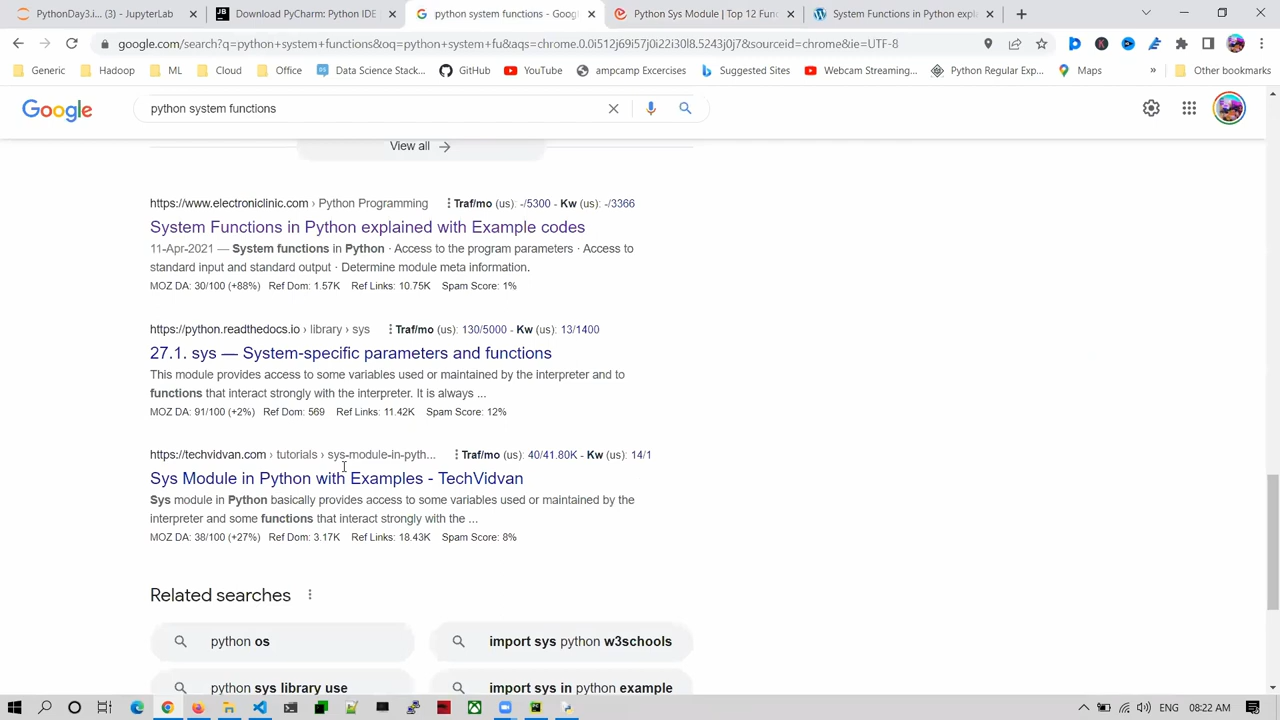 PythonDay3.i... (3) - JupyterLab
Download PyCharm: Python IDE
python system functions - Goog
Python Sys Module | Top 12 Func
System Functions in Python expl
google.com/search?q=python+system+functions&oq=python+system+fu&aqs=chrome.0.0i512j69i57j0i22i30l8.5243j0j7&sourceid=chrome&ie=UTF-8
Generic
Hadoop
ML
Cloud
Office
Data Science Stack...
GitHub
YouTube
ampcamp Excercises
Suggested Sites
Webcam Streaming...
Python Regular Exp...
Maps
»
Other bookmarks
Google
python system functions
View all
https://www.electroniclinic.com › Python Programming
Traf/mo (us): -/5300 - Kw (us): -/3366
System Functions in Python explained with Example codes
11-Apr-2021 — System functions in Python · Access to the program parameters · Access to
standard input and standard output · Determine module meta information.
MOZ DA: 30/100 (+88%) Ref Dom: 1.57K Ref Links: 10.75K Spam Score: 1%
https://python.readthedocs.io › library › sys
Traf/mo (us): 130/5000 - Kw (us): 13/1400
27.1. sys — System-specific parameters and functions
This module provides access to some variables used or maintained by the interpreter and to
functions that interact strongly with the interpreter. It is always ...
MOZ DA: 91/100 (+2%) Ref Dom: 569 Ref Links: 11.42K Spam Score: 12%
https://techvidvan.com › tutorials › sys-module-in-pyth...
Traf/mo (us): 40/41.80K - Kw (us): 14/1
Sys Module in Python with Examples - TechVidvan
Sys module in Python basically provides access to some variables used or maintained by the
interpreter and some functions that interact strongly with the ...
MOZ DA: 38/100 (+27%) Ref Dom: 3.17K Ref Links: 18.43K Spam Score: 8%
Related searches
python os
import sys python w3schools
python sys library use
import sys in python example
ENG
08:22 AM